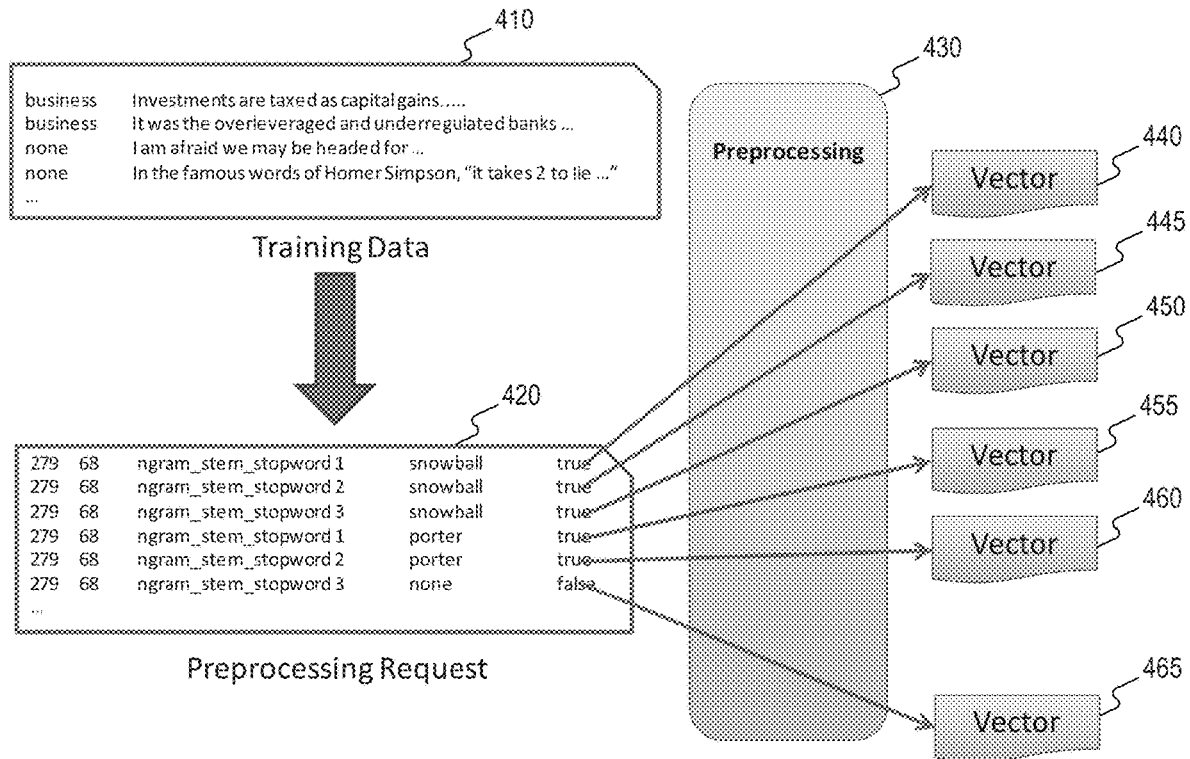 410
business Investments are taxed as capital gains.....
business It was the overleveraged and underregulated banks ...
none I am afraid we may be headed for ...
none In the famous words of Homer Simpson, "it takes 2 to lie ..."
...
Training Data
420
279 68 ngram_stem_stopword 1 snowball true
279 68 ngram_stem_stopword 2 snowball true
279 68 ngram_stem_stopword 3 snowball true
279 68 ngram_stem_stopword 1 porter true
279 68 ngram_stem_stopword 2 porter true
279 68 ngram_stem_stopword 3 none false
...
Preprocessing Request
430
Preprocessing
440
Vector
445
Vector
450
Vector
455
Vector
460
Vector
465
Vector